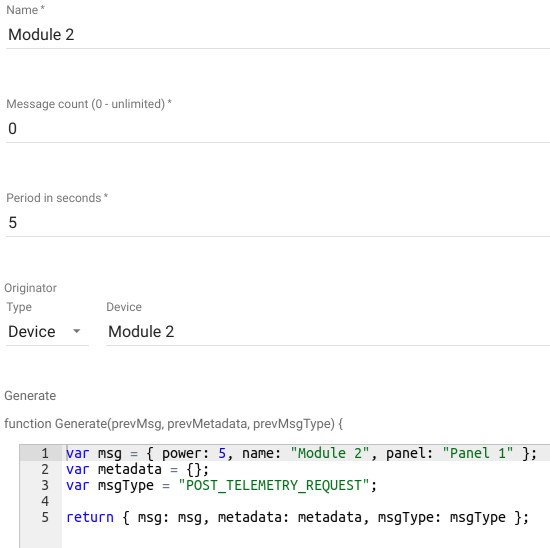 Name *
Module 2
Message count (0 - unlimited) *
0
Period in seconds *
5
Originator
Type Device
Device Module 2
Generate
function Generate(prevMsg, prevMetadata, prevMsgType) {
1 var msg = { power: 5, name: "Module 2", panel: "Panel 1" };
2 var metadata = {};
3 var msgType = "POST_TELEMETRY_REQUEST";
4
5 return { msg: msg, metadata: metadata, msgType: msgType };